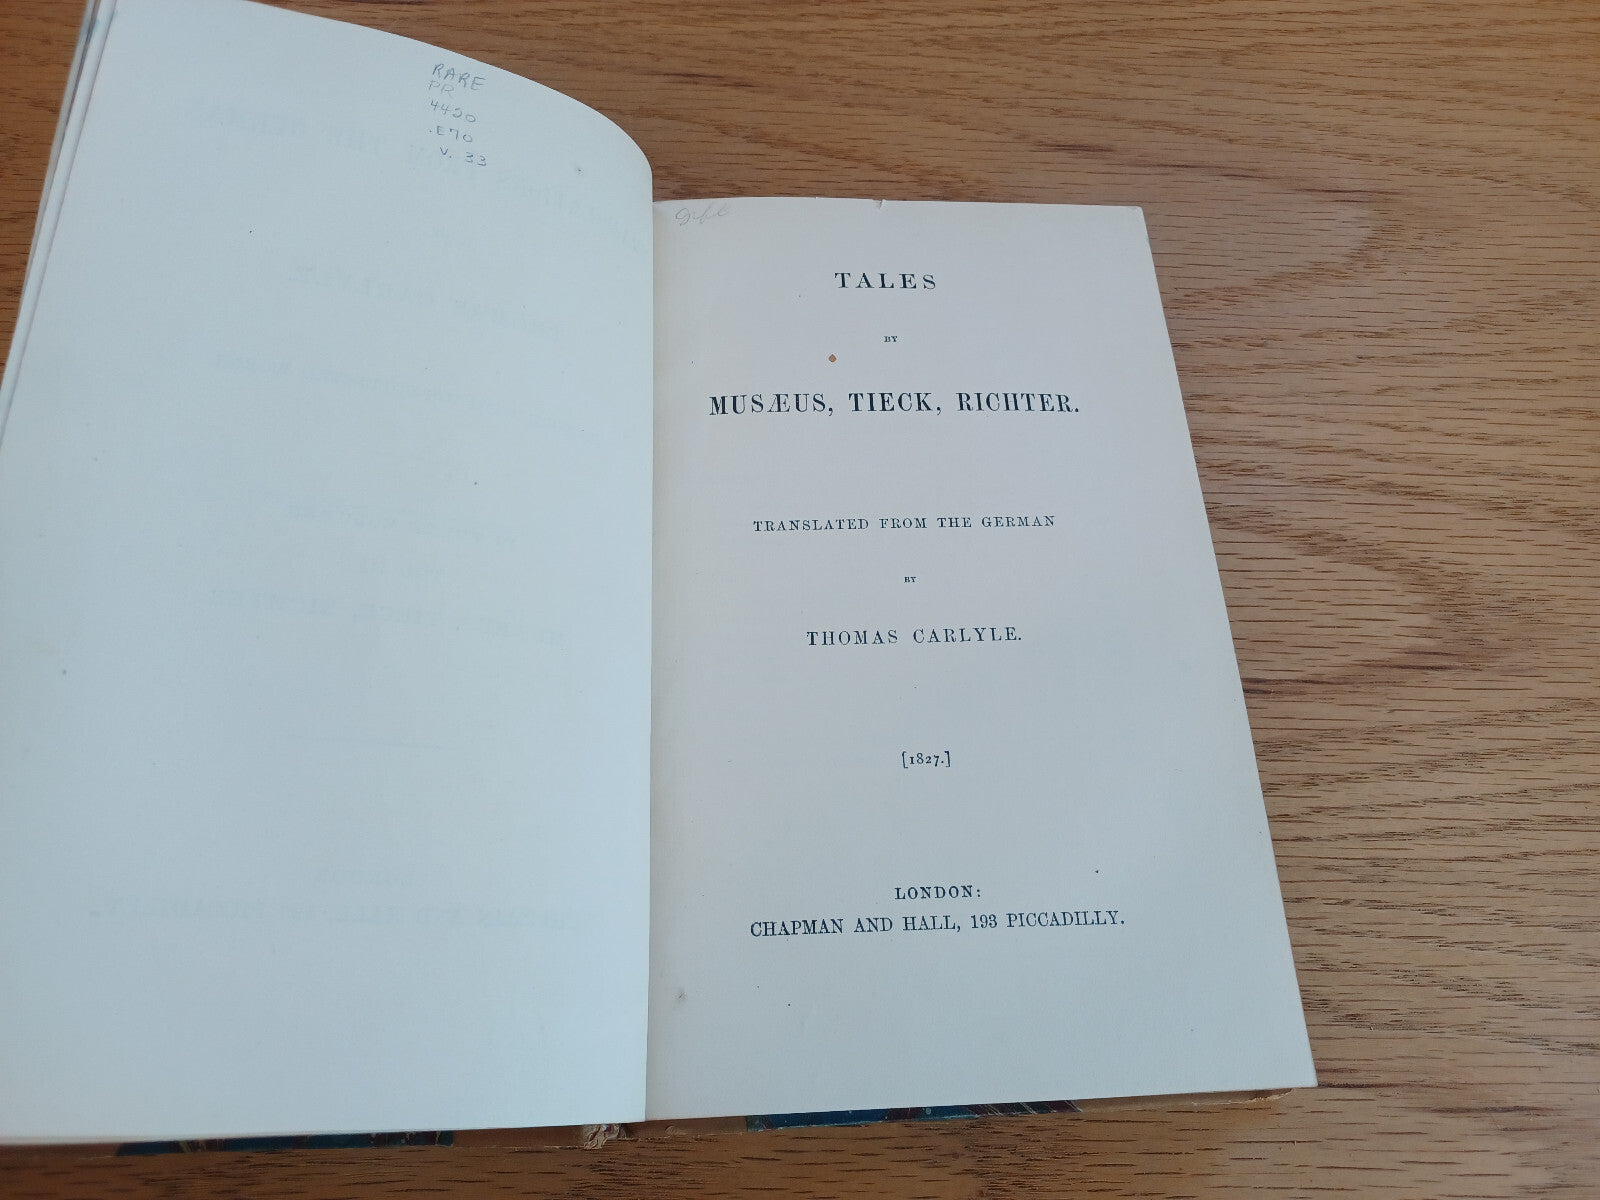 RARE
PR
4420
.E70
V. 33
gift
TALES
BY
MUSÆUS, TIECK, RICHTER.
TRANSLATED FROM THE GERMAN
BY
THOMAS CARLYLE.
[1827.]
LONDON:
CHAPMAN AND HALL, 193 PICCADILLY.